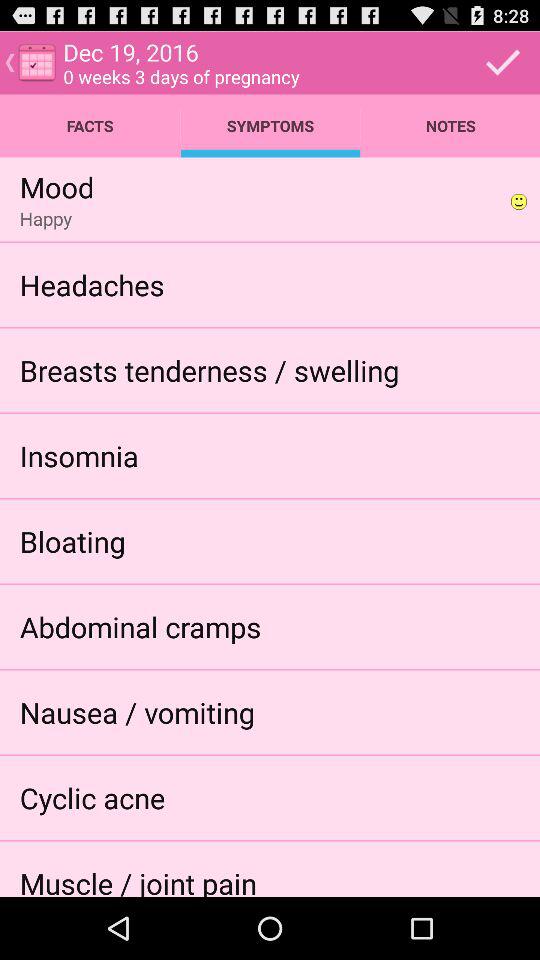 8:28
Dec 19, 2016
0 weeks 3 days of pregnancy
FACTS
SYMPTOMS
NOTES
Mood
Happy
Headaches
Breasts tenderness / swelling
Insomnia
Bloating
Abdominal cramps
Nausea / vomiting
Cyclic acne
Muscle / joint pain